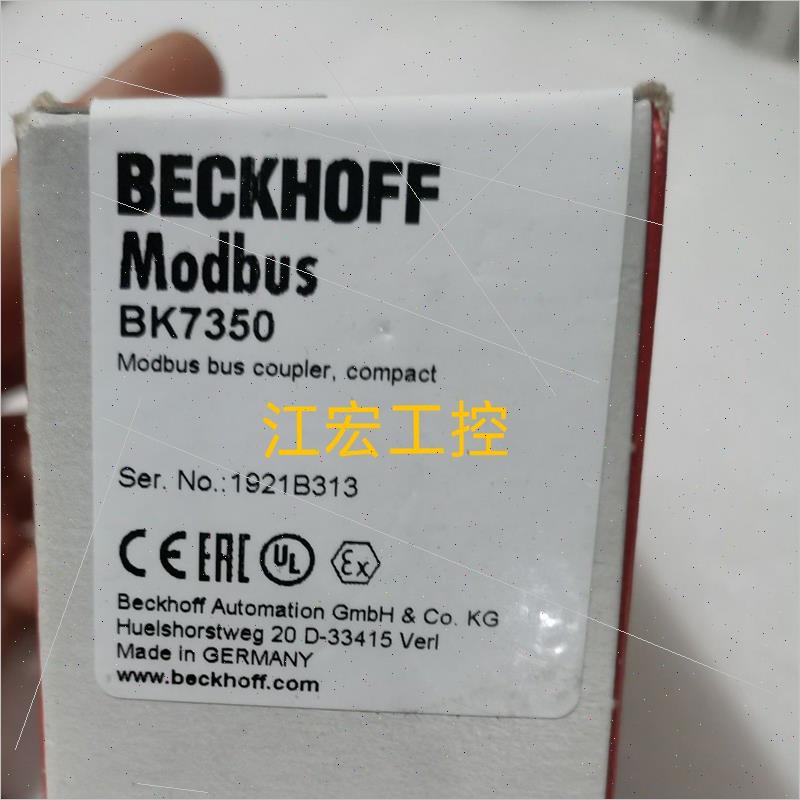 BECKHOFF
Modbus
BK7350
Modbus bus coupler, compact
江宏工控
Ser. No.:1921B313
CE EAC UL Ex
Beckhoff Automation GmbH & Co. KG
Huelshorstweg 20 D-33415 Verl
Made in GERMANY
www.beckhoff.com